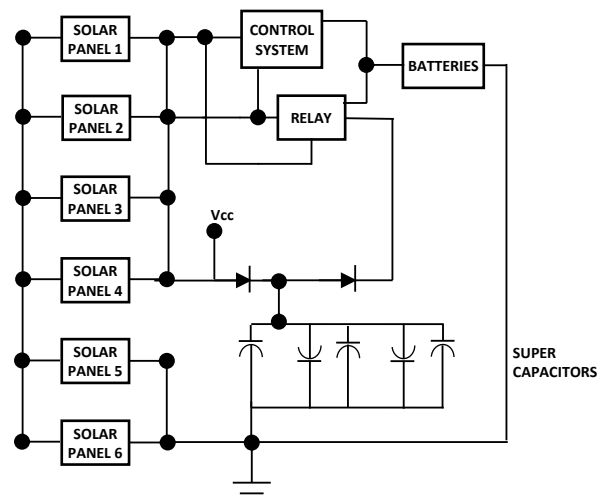 SOLAR
PANEL 1
CONTROL
SYSTEM
BATTERIES
SOLAR
PANEL 2
RELAY
SOLAR
PANEL 3
Vcc
SOLAR
PANEL 4
SOLAR
PANEL 5
SUPER
CAPACITORS
SOLAR
PANEL 6